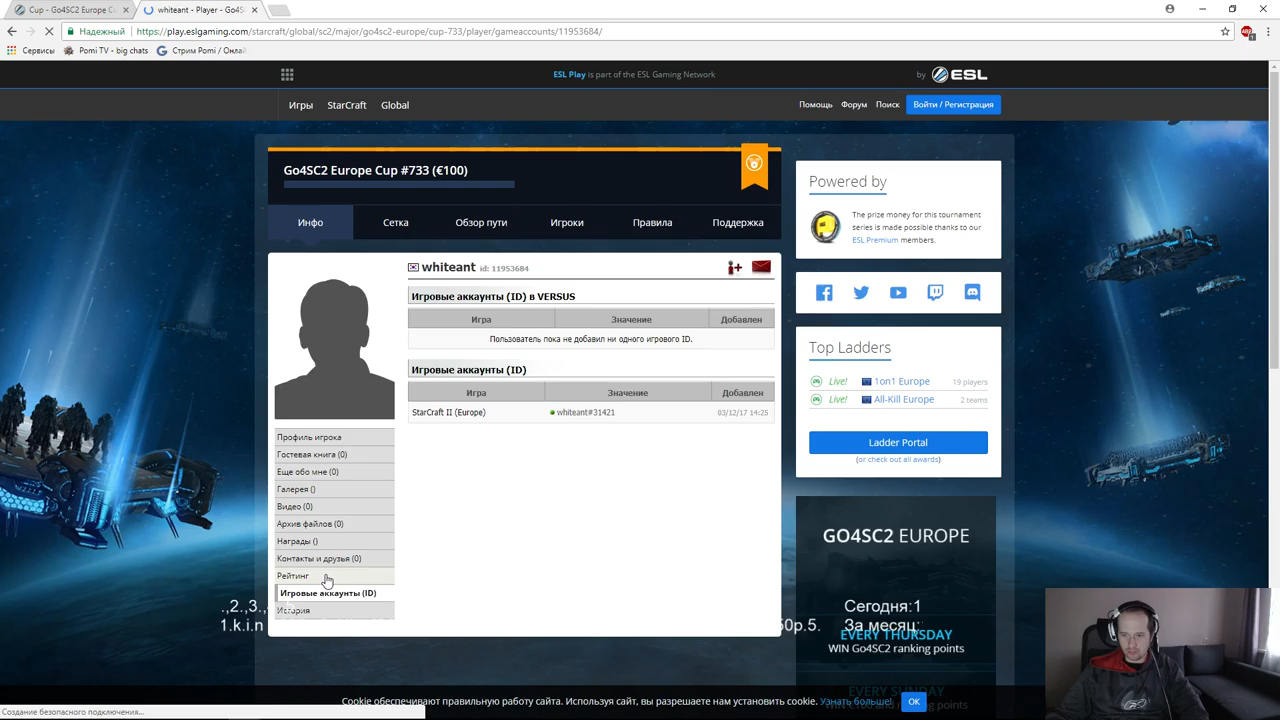 Cup - Go4SC2 Europe Cu
whiteant - Player - Go4S
Надежный
https://play.eslgaming.com/starcraft/global/sc2/major/go4sc2-europe/cup-733/player/gameaccounts/11953684/
Сервисы
Pomi TV - big chats
Стрим Pomi / Онлай
ESL Play is part of the ESL Gaming Network
by ESL
Игры
StarCraft
Global
Помощь
Форум
Поиск
Войти / Регистрация
Go4SC2 Europe Cup #733 (€100)
Инфо
Сетка
Обзор пути
Игроки
Правила
Поддержка
whiteant id: 11953684
Игровые аккаунты (ID) в VERSUS
Игра
Значение
Добавлен
Пользователь пока не добавил ни одного игрового ID.
Игровые аккаунты (ID)
Игра
Значение
Добавлен
StarCraft II (Europe)
whiteant#31421
03/12/17 14:25
Профиль игрока
Гостевая книга (0)
Еще обо мне (0)
Галерея ()
Видео (0)
Архив файлов (0)
Награды ()
Контакты и друзья (0)
Рейтинг
Игровые аккаунты (ID)
История
Powered by
The prize money for this tournament
series is made possible thanks to our
ESL Premium members.
Top Ladders
Live!
1on1 Europe
19 players
Live!
All-Kill Europe
2 teams
Ladder Portal
(or check out all awards)
GO4SC2 EUROPE
EVERY THURSDAY
WIN Go4SC2 ranking points
EVERY SUNDAY
.,2.,3.,
1.k.i.n
0р.5.
Сегодня:1
За месяц:
Cookie обеспечивают правильную работу сайта. Используя сайт, вы разрешаете нам установить cookie. Узнать больше!
OK
Создание безопасного подключения...